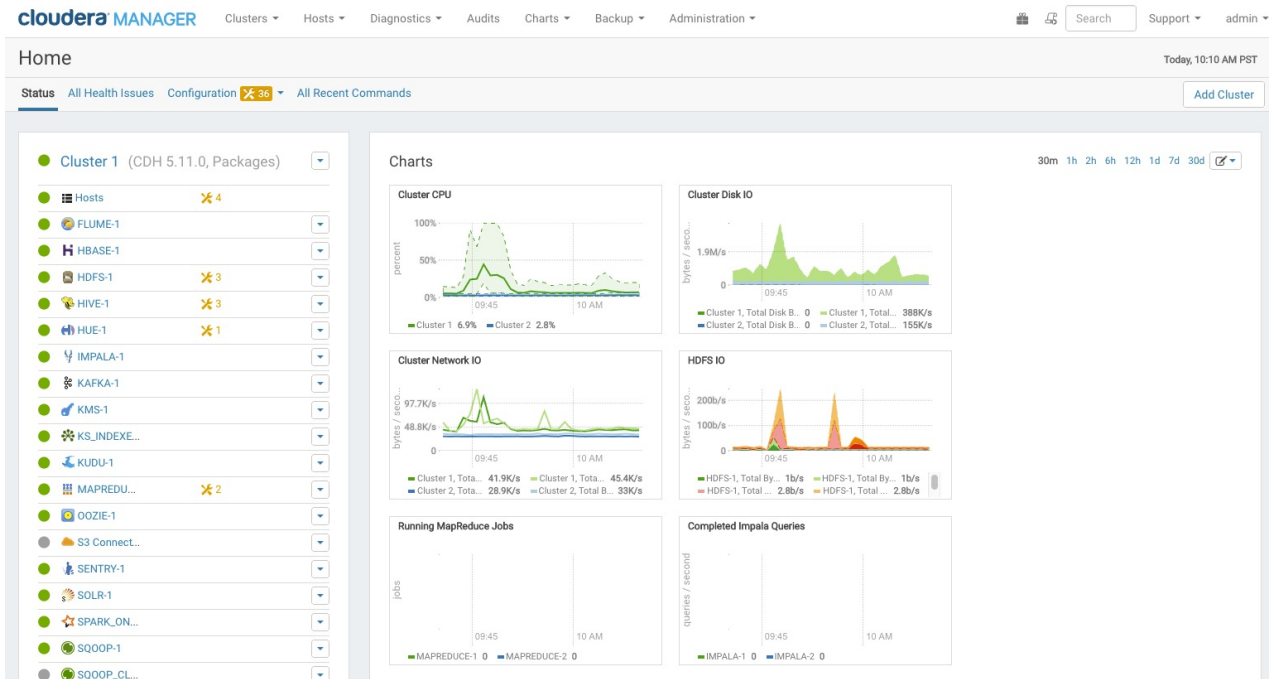 cloudera MANAGER Clusters Hosts Diagnostics Audits Charts Backup Administration Search Support admin
Home
Today, 10:10 AM PST
Status All Health Issues Configuration 36 All Recent Commands Add Cluster
Cluster 1 (CDH 5.11.0, Packages)
Hosts 4
FLUME-1
HBASE-1
HDFS-1 3
HIVE-1 3
HUE-1 1
IMPALA-1
KAFKA-1
KMS-1
KS_INDEXE...
KUDU-1
MAPREDU... 2
OOZIE-1
S3 Connect...
SENTRY-1
SOLR-1
SPARK_ON...
SQOOP-1
SQOOP_CL...
Charts
30m 1h 2h 6h 12h 1d 7d 30d
Cluster CPU
percent
100%
50%
0%
09:45 10 AM
Cluster 1 6.9% Cluster 2 2.8%
Cluster Disk IO
bytes / seco...
1.9M/s
0
09:45 10 AM
Cluster 1, Total Disk B... 0 Cluster 1, Total... 388K/s
Cluster 2, Total Disk B... 0 Cluster 2, Total... 155K/s
Cluster Network IO
bytes / seco...
97.7K/s
48.8K/s
0
09:45 10 AM
Cluster 1, Tota... 41.9K/s Cluster 1, Tota... 45.4K/s
Cluster 2, Tota... 28.9K/s Cluster 2, Total B... 33K/s
HDFS IO
bytes / seco...
200b/s
100b/s
0
09:45 10 AM
HDFS-1, Total By... 1b/s HDFS-1, Total By... 1b/s
HDFS-1, Total ... 2.8b/s HDFS-1, Total ... 2.8b/s
Running MapReduce Jobs
jobs
09:45 10 AM
MAPREDUCE-1 0 MAPREDUCE-2 0
Completed Impala Queries
queries / second
09:45 10 AM
IMPALA-1 0 IMPALA-2 0